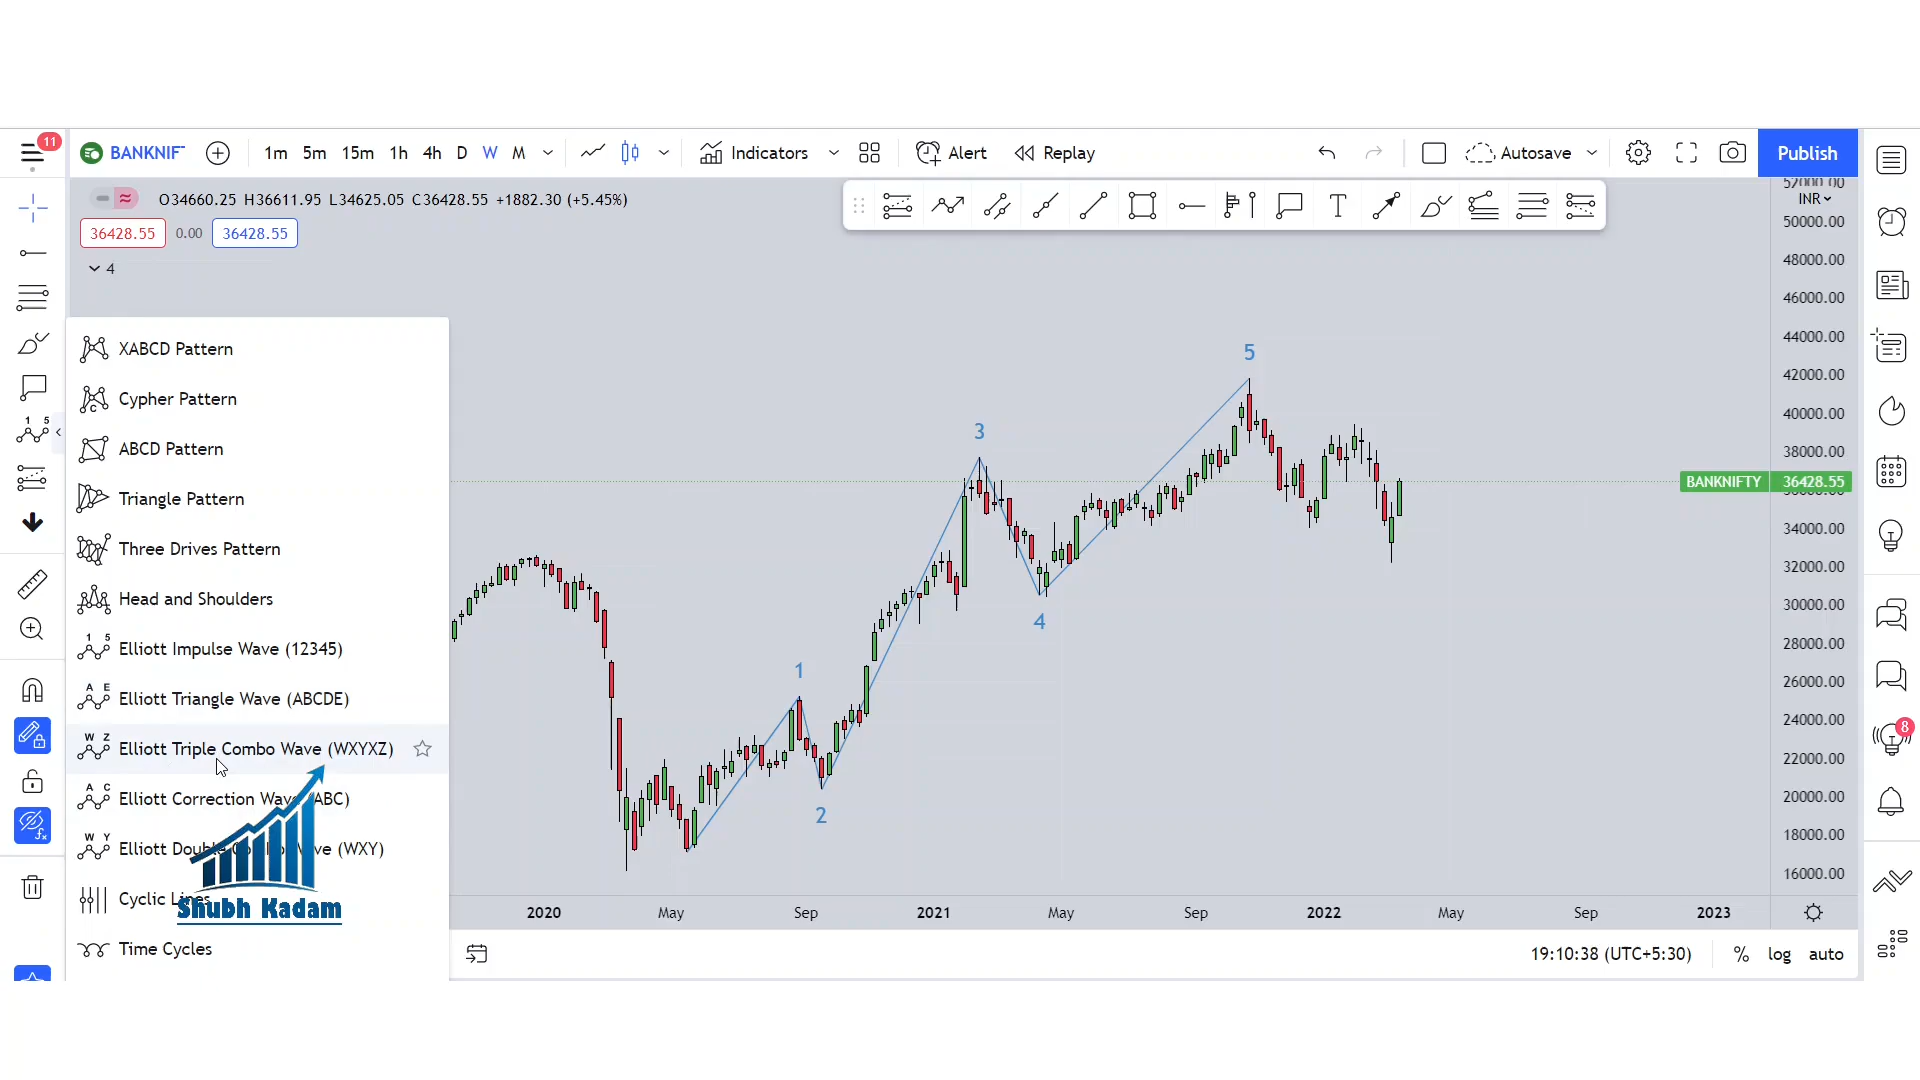 11
BANKNIF
1m 5m 15m 1h 4h D W M
Indicators
Alert
Replay
Autosave
Publish
O34660.25 H36611.95 L34625.05 C36428.55 +1882.30 (+5.45%)
36428.55 0.00 36428.55
4
T
INR
50000.00
48000.00
46000.00
44000.00
42000.00
40000.00
38000.00
BANKNIFTY 36428.55
34000.00
32000.00
30000.00
28000.00
26000.00
24000.00
22000.00
20000.00
18000.00
16000.00
XABCD Pattern
Cypher Pattern
ABCD Pattern
Triangle Pattern
Three Drives Pattern
Head and Shoulders
Elliott Impulse Wave (12345)
Elliott Triangle Wave (ABCDE)
Elliott Triple Combo Wave (WXYXZ)
Elliott Correction Wave (ABC)
Elliott Double Combo Wave (WXY)
Cyclic Lines
Shubh Kadam
Time Cycles
1
2
3
4
5
8
2020 May Sep 2021 May Sep 2022 May Sep 2023
19:10:38 (UTC+5:30) % log auto